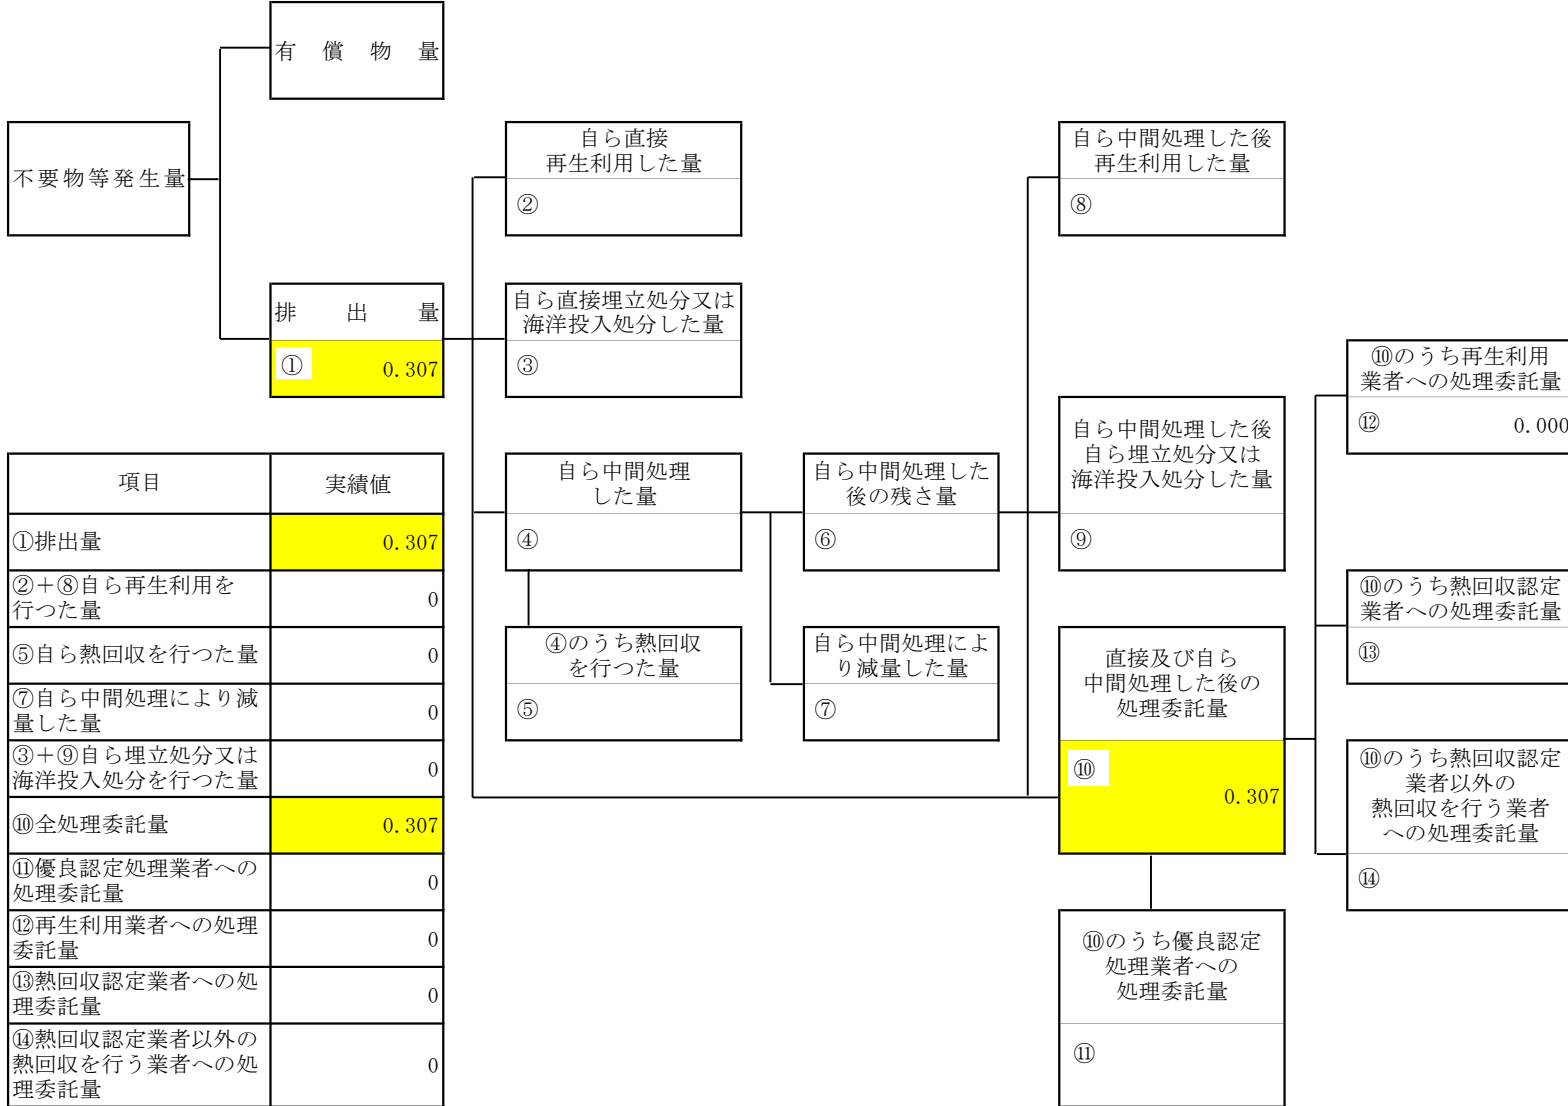 有償物量
不要物等発生量
排出量
① 0.307
自ら直接
再生利用した量
②
自ら直接埋立処分又は
海洋投入処分した量
③
自ら中間処理した後
再生利用した量
⑧
自ら中間処理
した量
④
自ら中間処理した
後の残さ量
⑥
自ら中間処理した後
自ら埋立処分又は
海洋投入処分した量
⑨
④のうち熱回収
を行つた量
⑤
自ら中間処理によ
り減量した量
⑦
直接及び自ら
中間処理した後の
処理委託量
⑩
0.307
⑩のうち優良認定
処理業者への
処理委託量
⑪
⑩のうち再生利用
業者への処理委託量
⑫ 0.000
⑩のうち熱回収認定
業者への処理委託量
⑬
⑩のうち熱回収認定
業者以外の
熱回収を行う業者
への処理委託量
⑭
項目 実績値
①排出量 0.307
②+⑧自ら再生利用を
行つた量 0
⑤自ら熱回収を行つた量 0
⑦自ら中間処理により減
量した量 0
③+⑨自ら埋立処分又は
海洋投入処分を行つた量 0
⑩全処理委託量 0.307
⑪優良認定処理業者への
処理委託量 0
⑫再生利用業者への処理
委託量 0
⑬熱回収認定業者への処
理委託量 0
⑭熱回収認定業者以外の
熱回収を行う業者への処
理委託量 0